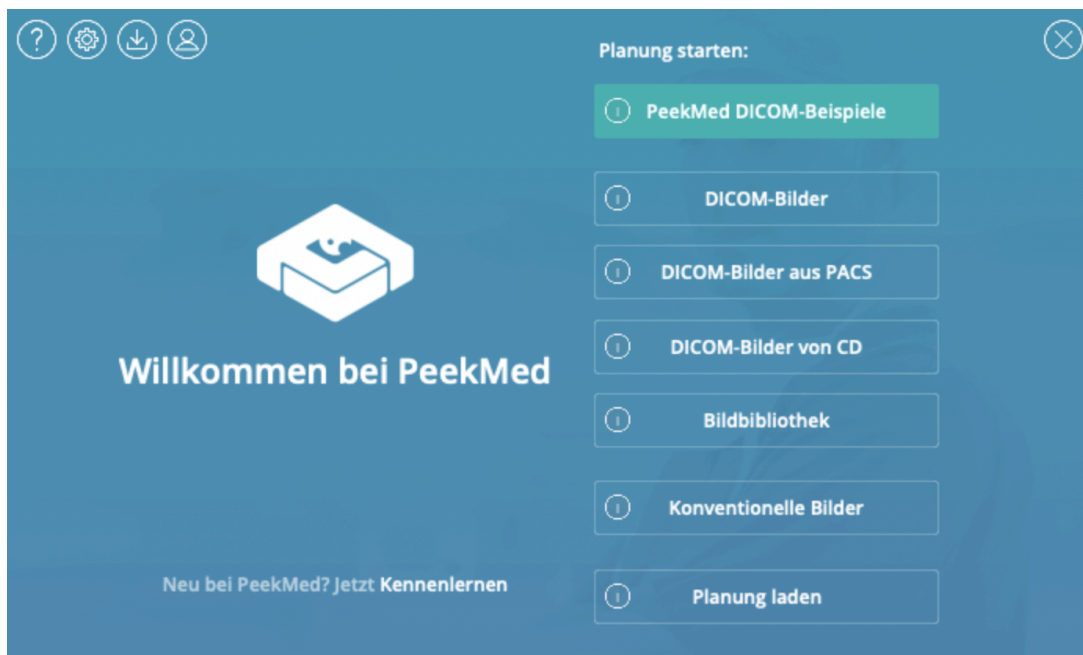 Planung starten:
PeekMed DICOM-Beispiele
DICOM-Bilder
DICOM-Bilder aus PACS
DICOM-Bilder von CD
Bildbibliothek
Konventionelle Bilder
Planung laden
Willkommen bei PeekMed
Neu bei PeekMed? Jetzt Kennenlernen